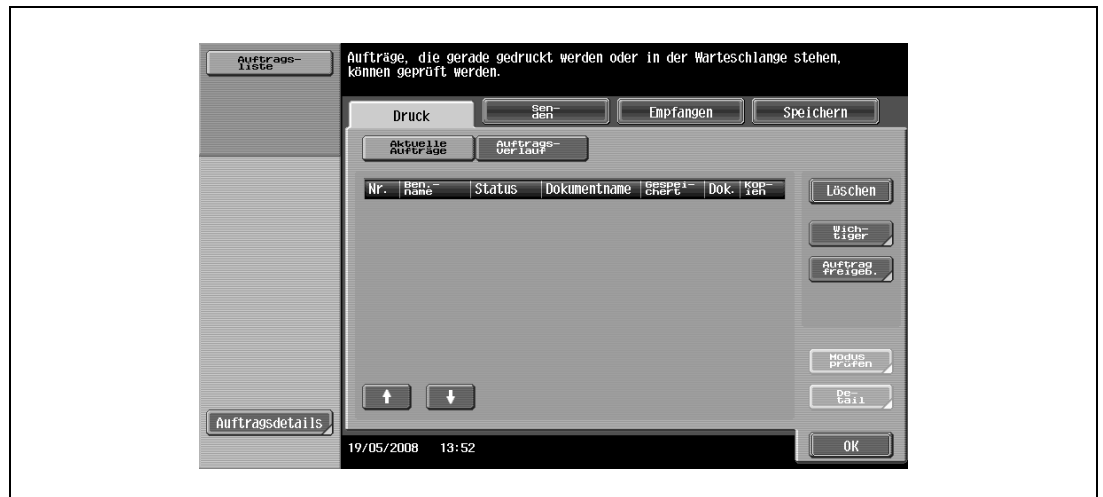 Auftrags-
liste
Aufträge, die gerade gedruckt werden oder in der Warteschlange stehen,
können geprüft werden.
Druck
Sen-
den
Empfangen
Speichern
Aktuelle
Aufträge
Auftrags-
verlauf
Nr. Ben.-
name Status Dokumentname Gespei-
chert Dok. Kop-
ien
Löschen
Wich-
tiger
Auftrag
freigeb.
Modus
prüfen
De-
tail
Auftragsdetails
19/05/2008 13:52
OK